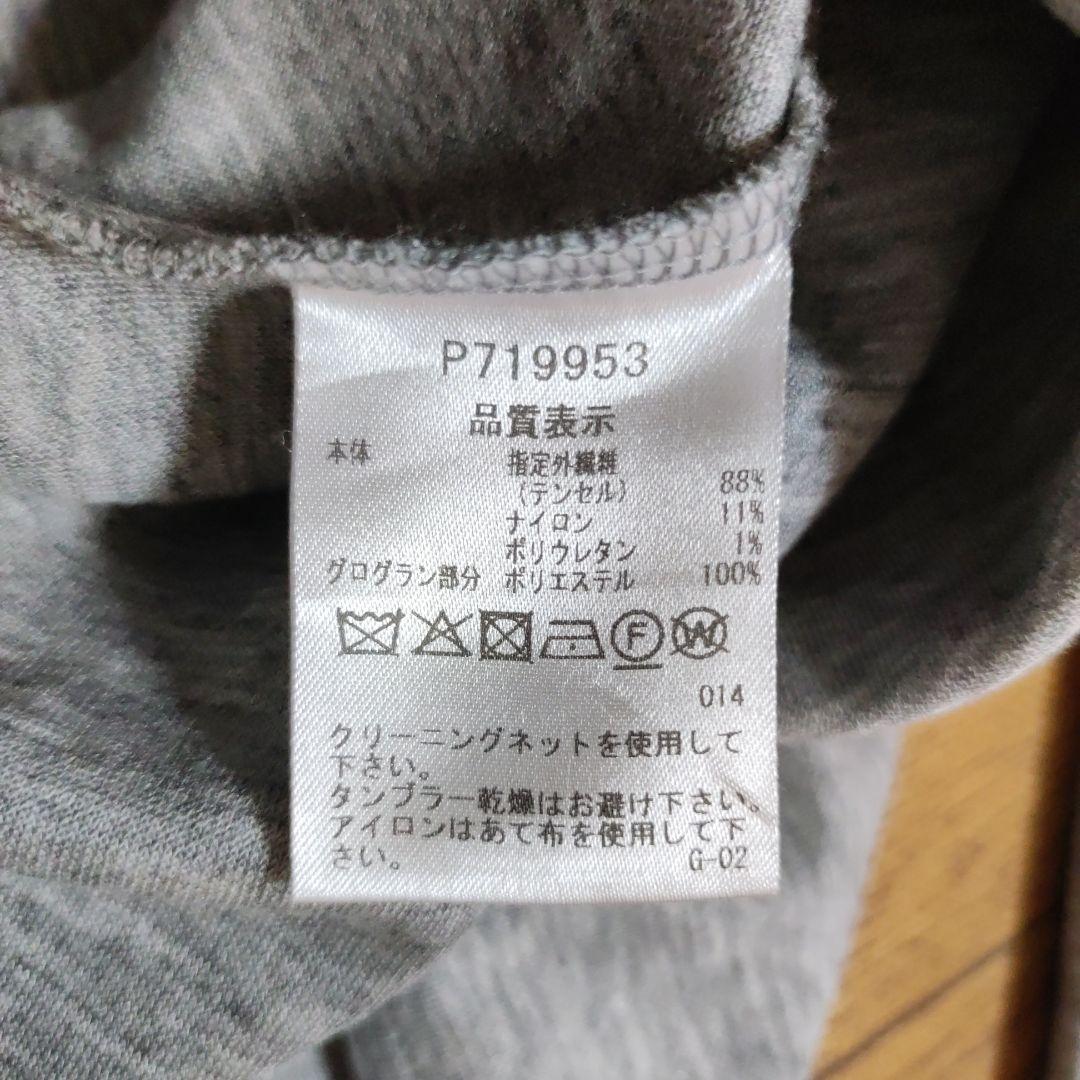 P719953
品質表示
本体 指定外繊維
(テンセル) 88%
ナイロン 11%
ポリウレタン 1%
グログラン部分 ポリエステル 100%
F W
014
クリーニングネットを使用して
下さい。
タンブラー乾燥はお避け下さい。
アイロンはあて布を使用して下
さい。 G-02